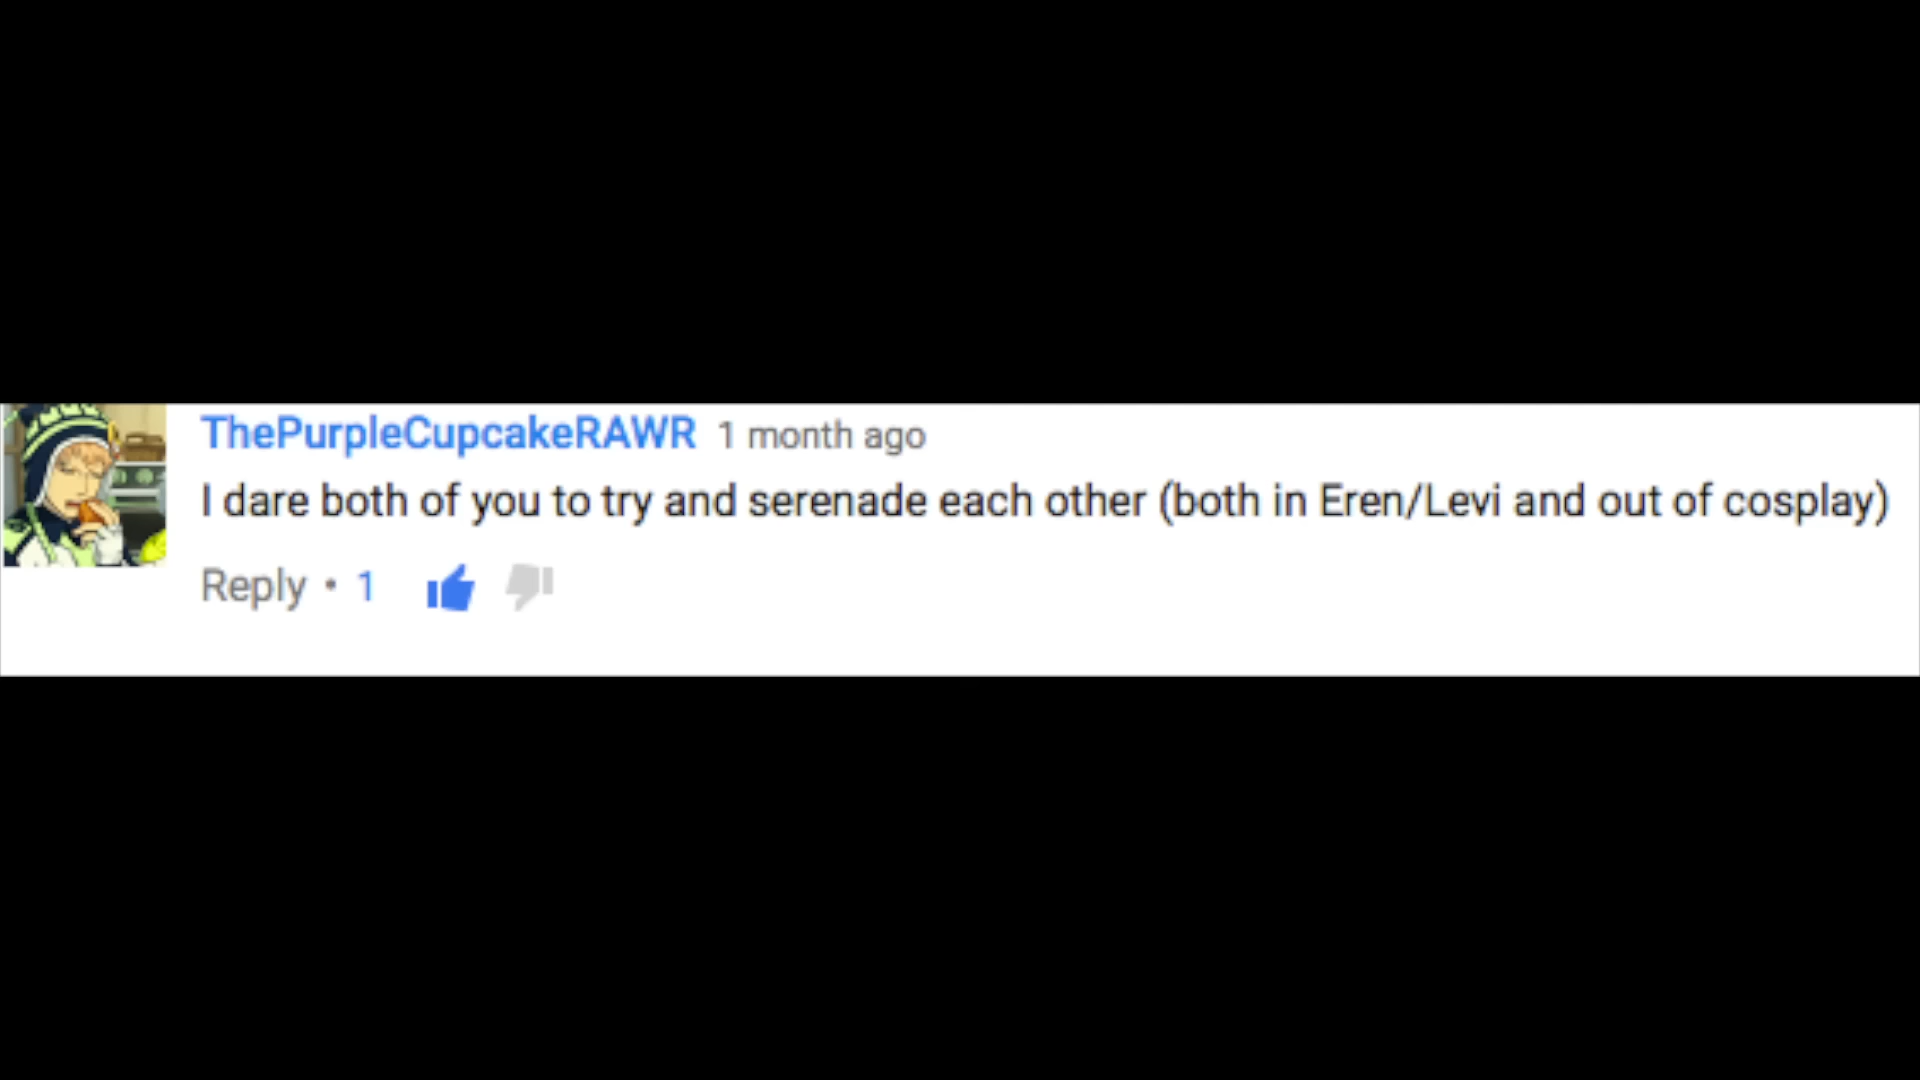 ThePurpleCupcakeRAWR 1 month ago
I dare both of you to try and serenade each other (both in Eren/Levi and out of cosplay)
Reply • 1